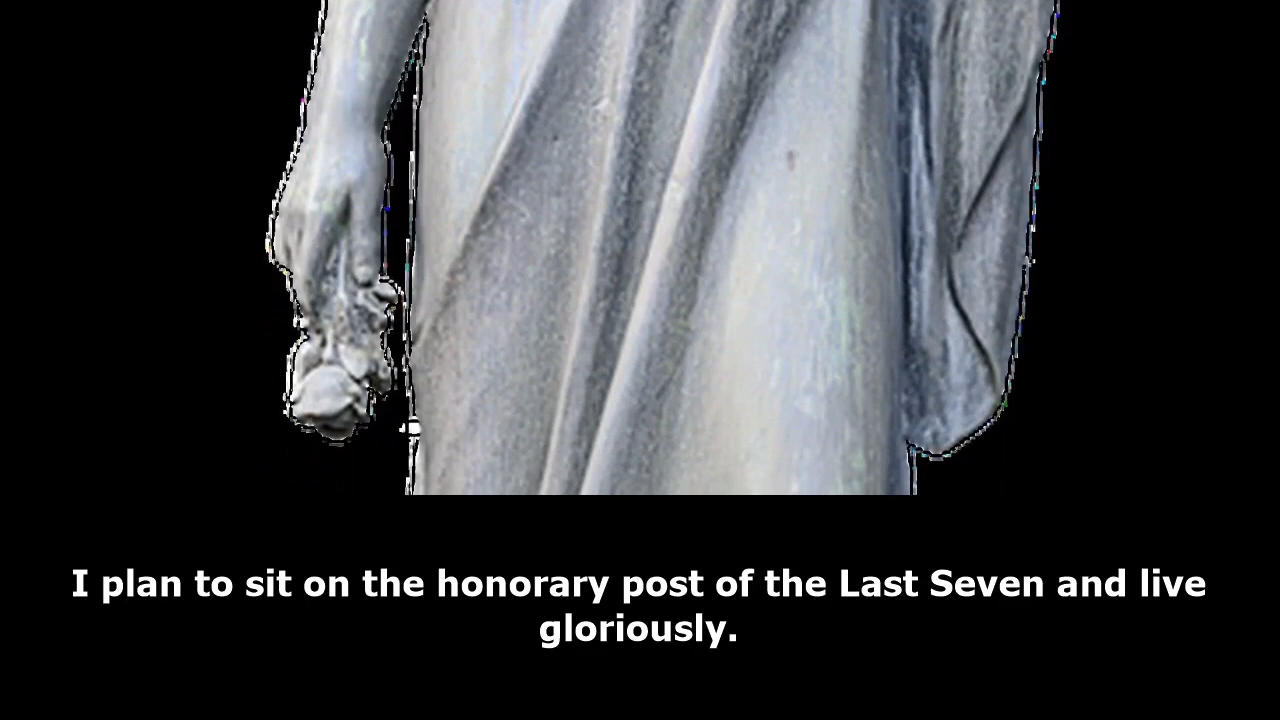 I plan to sit on the honorary post of the Last Seven and live
gloriously.